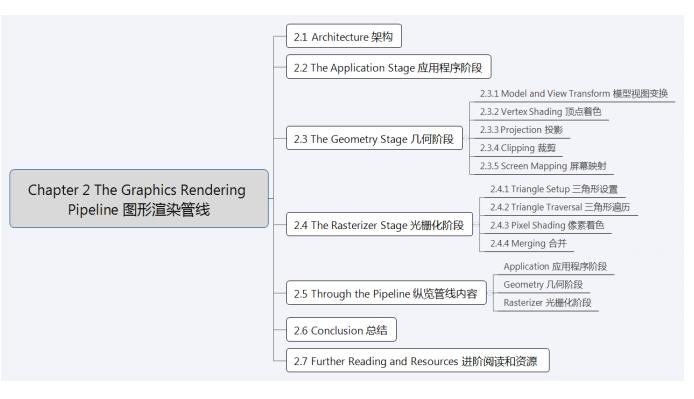 Chapter 2 The Graphics Rendering
Pipeline 图形渲染管线
2.1 Architecture 架构
2.2 The Application Stage 应用程序阶段
2.3 The Geometry Stage 几何阶段
2.3.1 Model and View Transform 模型视图变换
2.3.2 Vertex Shading 顶点着色
2.3.3 Projection 投影
2.3.4 Clipping 裁剪
2.3.5 Screen Mapping 屏幕映射
2.4 The Rasterizer Stage 光栅化阶段
2.4.1 Triangle Setup 三角形设置
2.4.2 Triangle Traversal 三角形遍历
2.4.3 Pixel Shading 像素着色
2.4.4 Merging 合并
2.5 Through the Pipeline 纵览管线内容
Application 应用程序阶段
Geometry 几何阶段
Rasterizer 光栅化阶段
2.6 Conclusion 总结
2.7 Further Reading and Resources 进阶阅读和资源